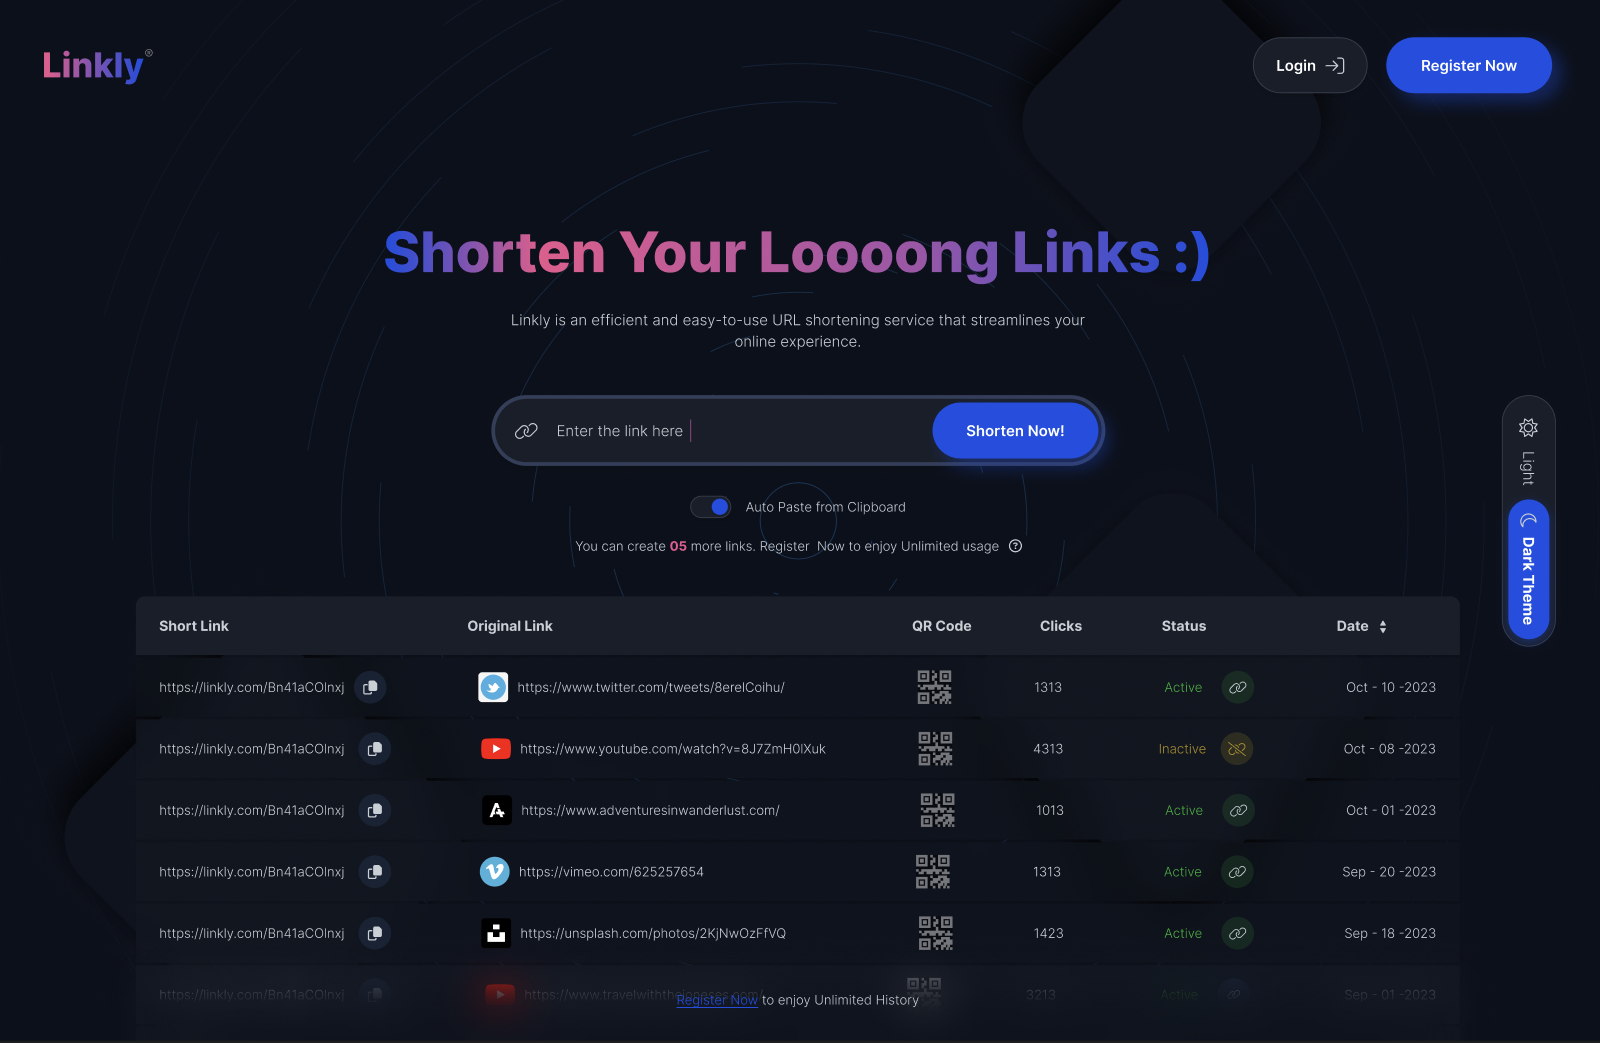 Linkly®
Login
Register Now
Shorten Your Loooong Links :)
Linkly is an efficient and easy-to-use URL shortening service that streamlines your
online experience.
Enter the link here
Shorten Now!
Auto Paste from Clipboard
You can create 05 more links. Register Now to enjoy Unlimited usage
Light
Dark Theme
Short Link Original Link QR Code Clicks Status Date
https://linkly.com/Bn41aCOlnxj https://www.twitter.com/tweets/8erelCoihu/ 1313 Active Oct - 10 -2023
https://linkly.com/Bn41aCOlnxj https://www.youtube.com/watch?v=8J7ZmH0lXuk 4313 Inactive Oct - 08 -2023
https://linkly.com/Bn41aCOlnxj https://www.adventuresinwanderlust.com/ 1013 Active Oct - 01 -2023
https://linkly.com/Bn41aCOlnxj https://vimeo.com/625257654 1313 Active Sep - 20 -2023
https://linkly.com/Bn41aCOlnxj https://unsplash.com/photos/2KjNwOzFfVQ 1423 Active Sep - 18 -2023
https://linkly.com/Bn41aCOlnxj https://www.travelwiththejoneses.com/ 3213 Active Sep - 01 -2023
Register Now to enjoy Unlimited History